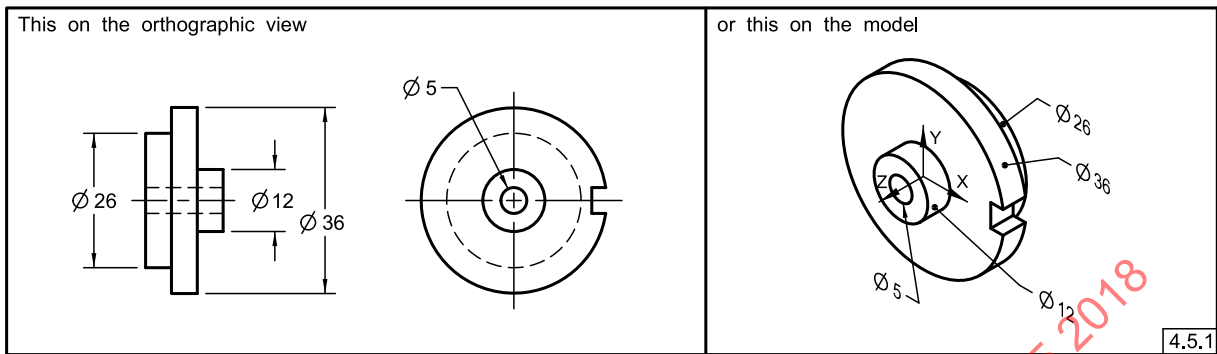 This on the orthographic view
Ø 5
Ø 26
Ø 12
Ø 36
or this on the model
Ø 26
Y
Ø 36
Z
X
Ø 5
Ø 12
2018
4.5.1